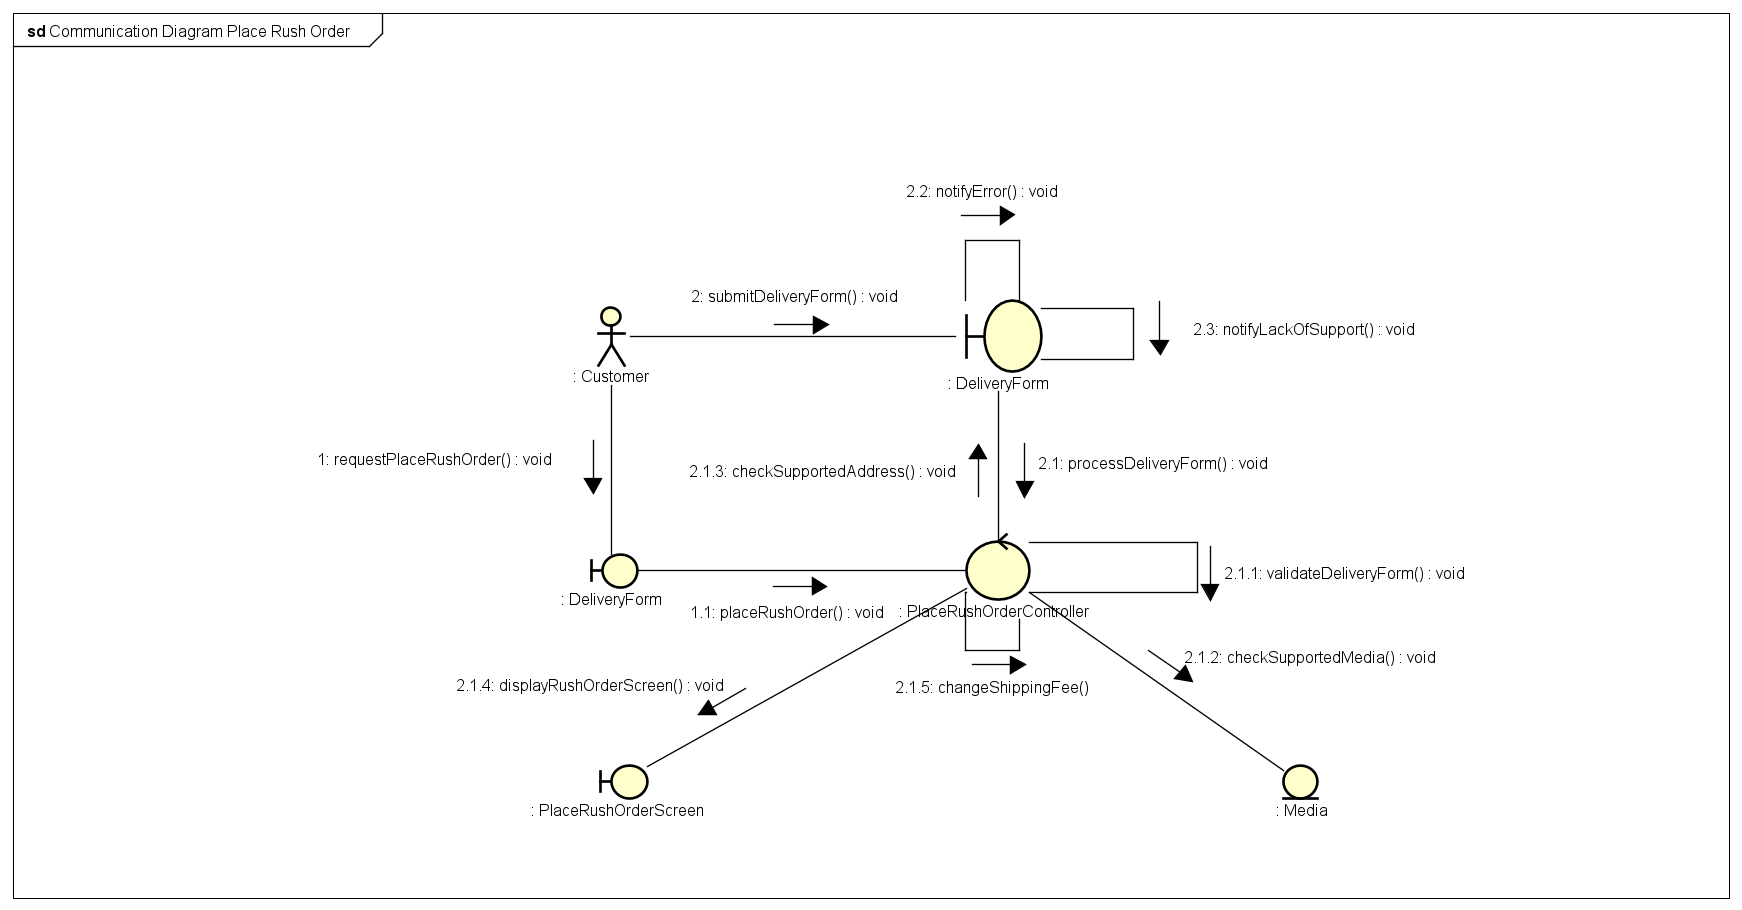 sd Communication Diagram Place Rush Order
2.2: notifyError() : void
2: submitDeliveryForm() : void
2.3: notifyLackOfSupport() : void
: Customer
: DeliveryForm
1: requestPlaceRushOrder() : void
2.1.3: checkSupportedAddress() : void
2.1: processDeliveryForm() : void
2.1.1: validateDeliveryForm() : void
: DeliveryForm
1.1: placeRushOrder() : void
: PlaceRushOrderController
2.1.2: checkSupportedMedia() : void
2.1.4: displayRushOrderScreen() : void
2.1.5: changeShippingFee()
: PlaceRushOrderScreen
: Media